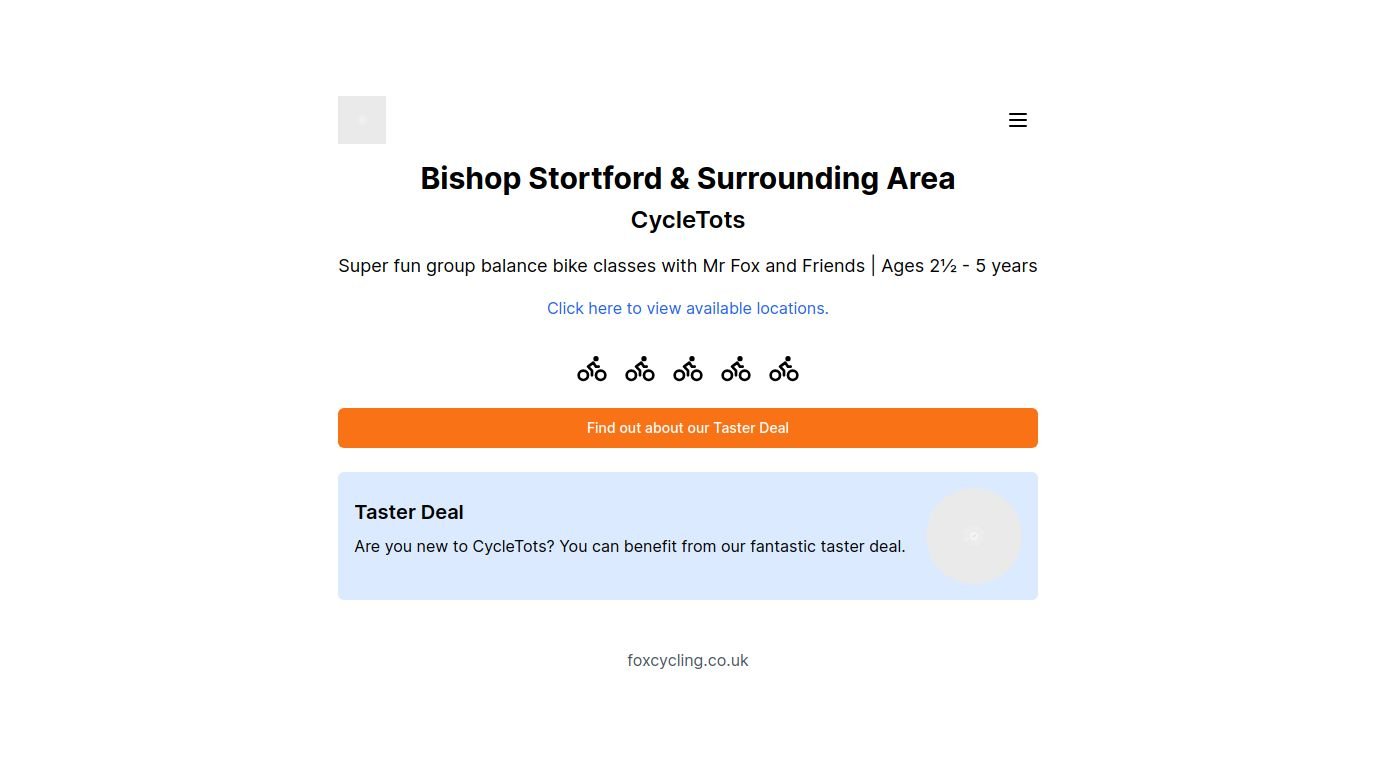 Bishop Stortford & Surrounding Area
CycleTots
Super fun group balance bike classes with Mr Fox and Friends | Ages 2½ - 5 years
Click here to view available locations.
Find out about our Taster Deal
Taster Deal
Are you new to CycleTots? You can benefit from our fantastic taster deal.
foxcycling.co.uk